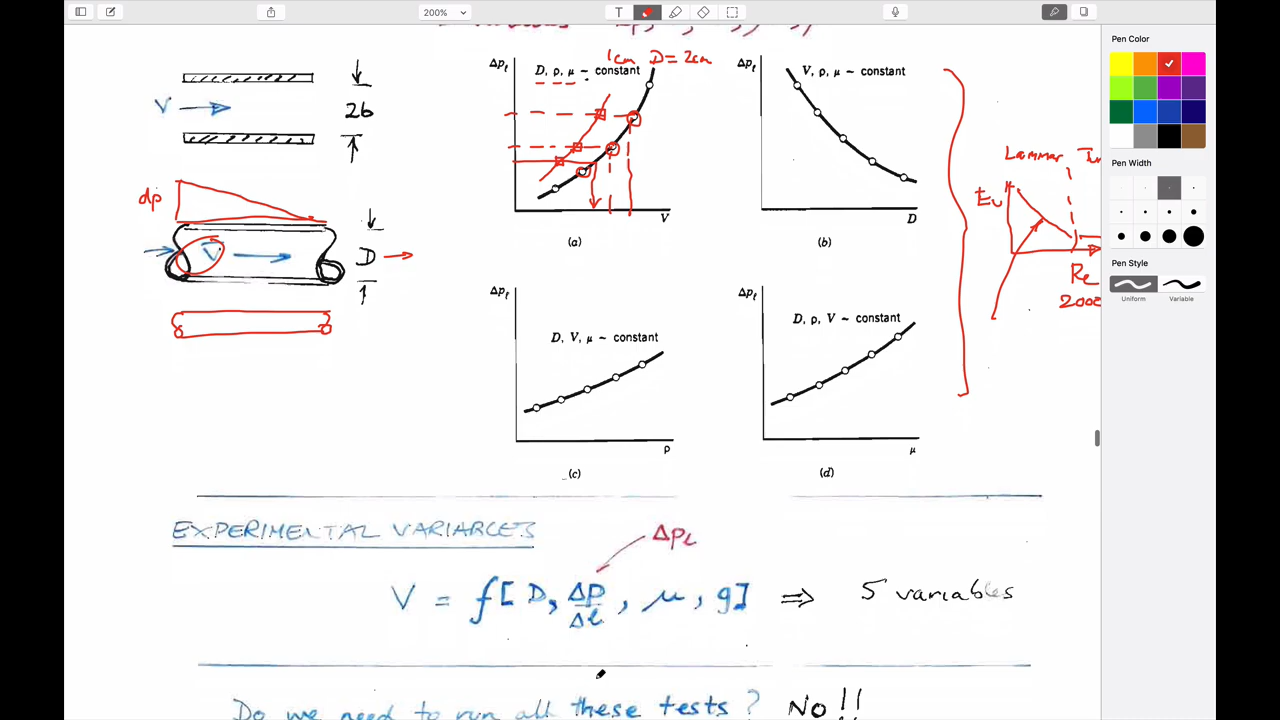 200%
T
Pen Color
Pen Width
Pen Style
Uniform
Variable
V
2b
dp
V
D
1cm D = 2cm
Δpℓ
D, ρ, μ ~ constant
V
(a)
Δpℓ
V, ρ, μ ~ constant
D
(b)
Laminar
Eu
Re
2000
Δpℓ
D, V, μ ~ constant
ρ
(c)
Δpℓ
D, ρ, V ~ constant
μ
(d)
EXPERIMENTAL VARIABLES
Δpℓ
V = f[ D, Δp/Δℓ, μ, ρ] ⇒ 5 variables
Do we need to run all these tests? No!!